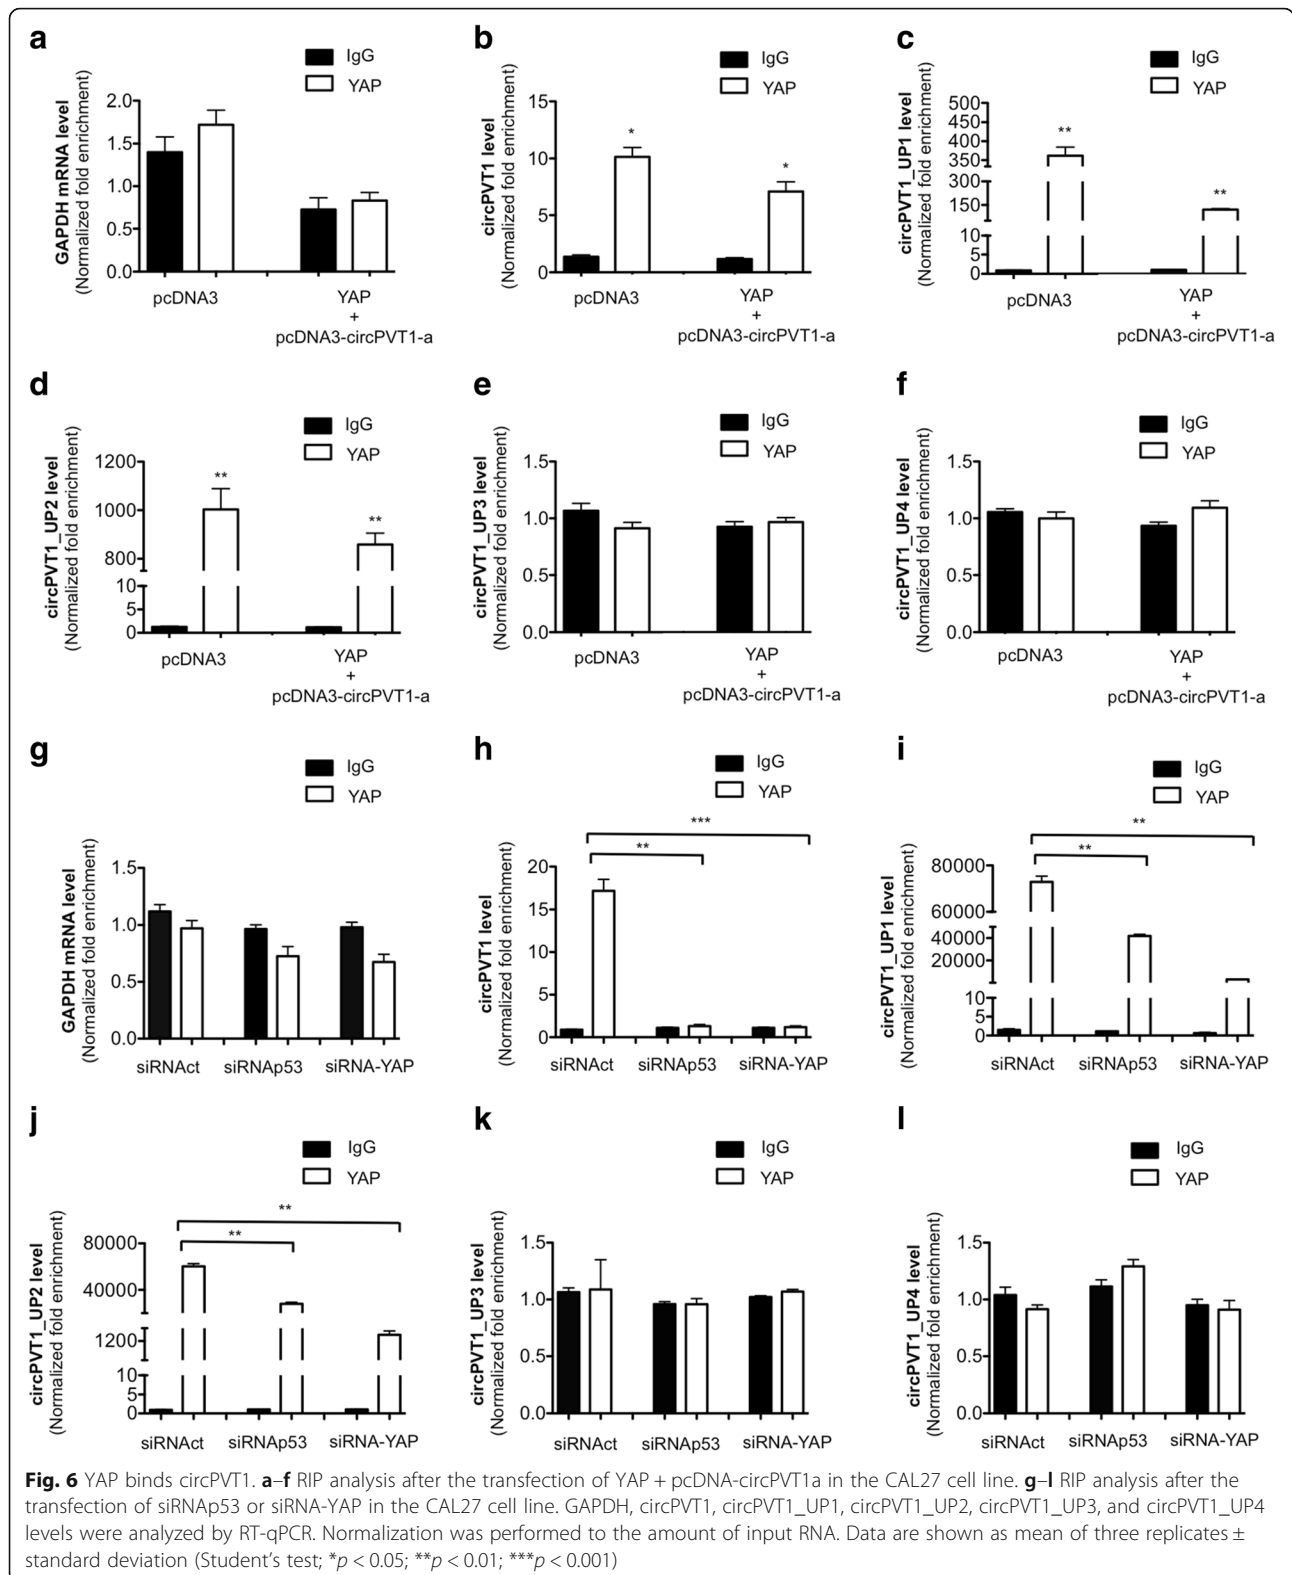 a
IgG
YAP
GAPDH mRNA level
(Normalized fold enrichment)
2.0
1.5
1.0
0.5
0.0
pcDNA3
YAP
+
pcDNA3-circPVT1-a
b
IgG
YAP
circPVT1 level
(Normalized fold enrichment)
15
10
5
0
*
*
pcDNA3
YAP
+
pcDNA3-circPVT1-a
c
IgG
YAP
circPVT1_UP1 level
(Normalized fold enrichment)
500
450
400
350
300
150
10
5
0
**
**
pcDNA3
YAP
+
pcDNA3-circPVT1-a
d
IgG
YAP
circPVT1_UP2 level
(Normalized fold enrichment)
1200
1000
800
10
5
0
**
**
pcDNA3
YAP
+
pcDNA3-circPVT1-a
e
IgG
YAP
circPVT1_UP3 level
(Normalized fold enrichment)
1.5
1.0
0.5
0.0
pcDNA3
YAP
+
pcDNA3-circPVT1-a
f
IgG
YAP
circPVT1_UP4 level
(Normalized fold enrichment)
1.5
1.0
0.5
0.0
pcDNA3
YAP
+
pcDNA3-circPVT1-a
g
IgG
YAP
GAPDH mRNA level
(Normalized fold enrichment)
1.5
1.0
0.5
0.0
siRNAct siRNAp53 siRNA-YAP
h
IgG
YAP
circPVT1 level
(Normalized fold enrichment)
20
15
10
5
0
***
**
siRNAct siRNAp53 siRNA-YAP
i
IgG
YAP
circPVT1_UP1 level
(Normalized fold enrichment)
80000
60000
40000
20000
10
5
0
**
**
siRNAct siRNAp53 siRNA-YAP
j
IgG
YAP
circPVT1_UP2 level
(Normalized fold enrichment)
80000
40000
1200
10
5
0
**
**
siRNAct siRNAp53 siRNA-YAP
k
IgG
YAP
circPVT1_UP3 level
(Normalized fold enrichment)
1.5
1.0
0.5
0.0
siRNAct siRNAp53 siRNA-YAP
l
IgG
YAP
circPVT1_UP4 level
(Normalized fold enrichment)
1.5
1.0
0.5
0.0
siRNAct siRNAp53 siRNA-YAP
Fig. 6 YAP binds circPVT1. a–f RIP analysis after the transfection of YAP + pcDNA-circPVT1a in the CAL27 cell line. g–l RIP analysis after the
transfection of siRNAp53 or siRNA-YAP in the CAL27 cell line. GAPDH, circPVT1, circPVT1_UP1, circPVT1_UP2, circPVT1_UP3, and circPVT1_UP4
levels were analyzed by RT-qPCR. Normalization was performed to the amount of input RNA. Data are shown as mean of three replicates ±
standard deviation (Student's test; *p < 0.05; **p < 0.01; ***p < 0.001)